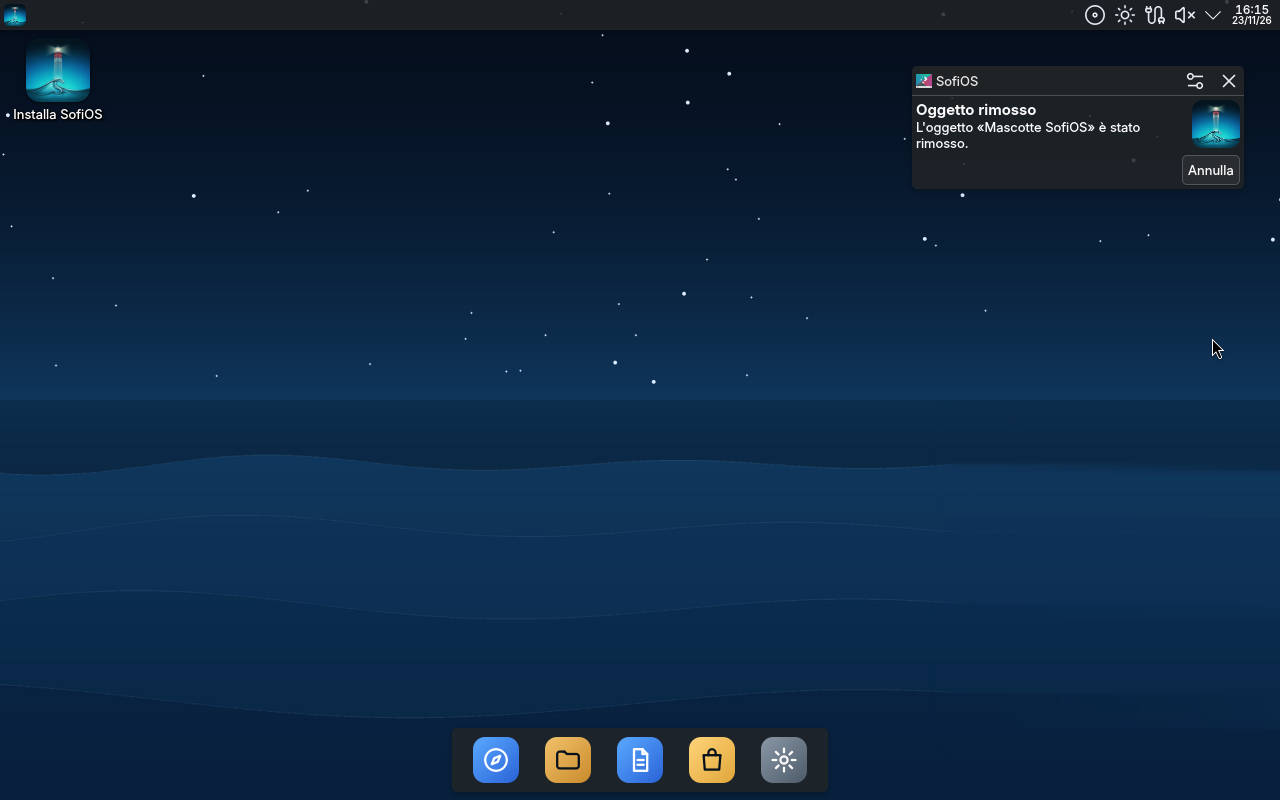 16:15
23/11/26
Installa SofiOS
SofiOS
Oggetto rimosso
L'oggetto «Mascotte SofiOS» è stato
rimosso.
Annulla